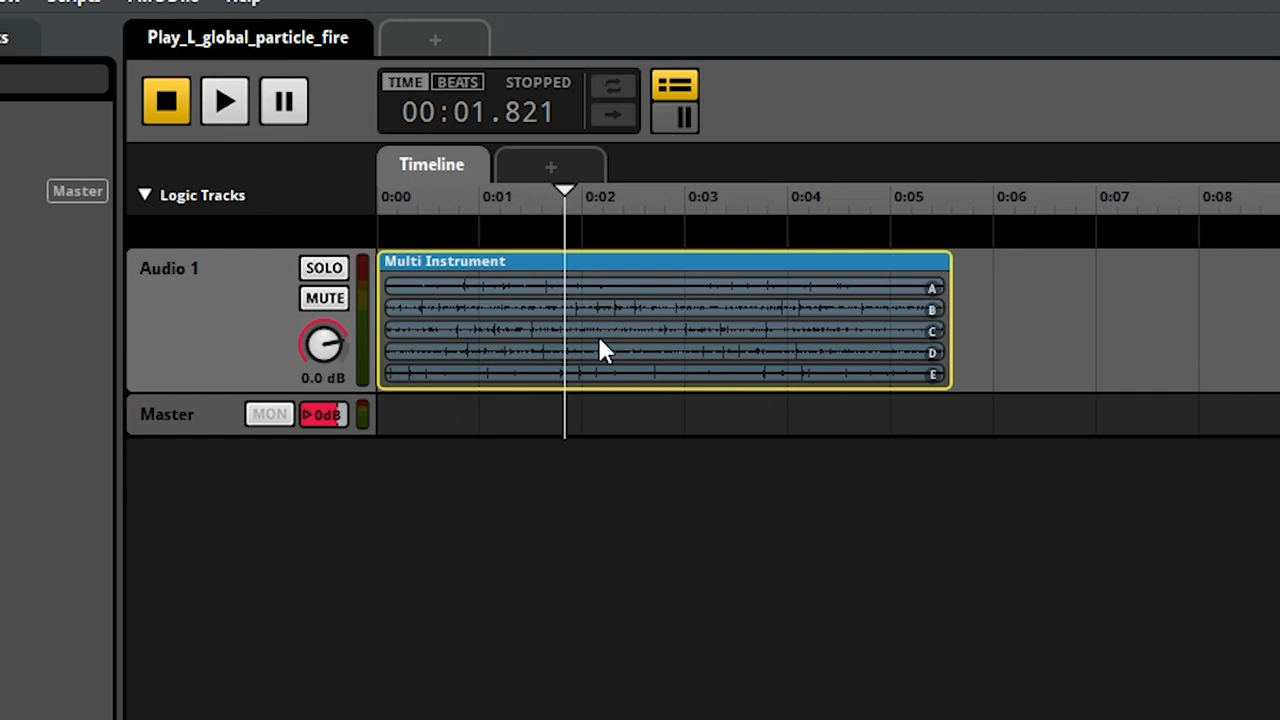 Scripts Help
Play_L_global_particle_fire +
TIME BEATS STOPPED
00:01.821
Timeline +
Master
Logic Tracks
0:00 0:01 0:02 0:03 0:04 0:05 0:06 0:07 0:08
Audio 1 SOLO
MUTE
0.0 dB
Multi Instrument
A
B
C
D
E
Master MON 0dB